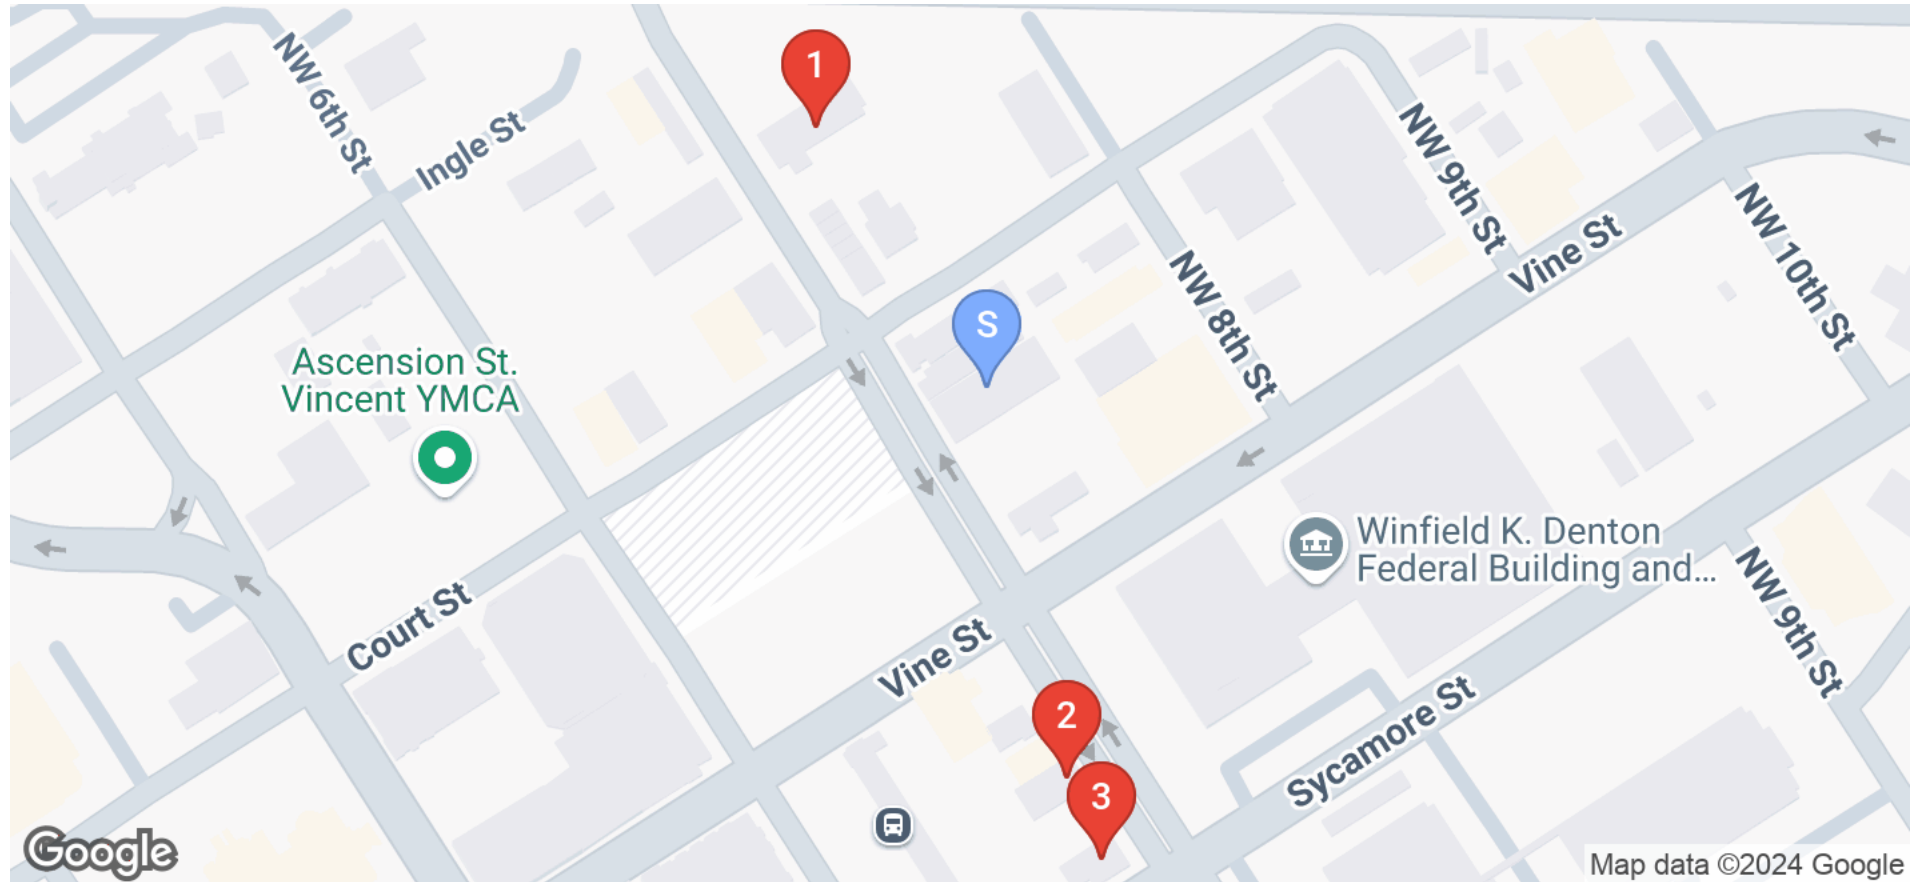 1
NW 6th St
Ingle St
NW 9th St
NW 10th St
Vine St
S
NW 8th St
Ascension St.
Vincent YMCA
Winfield K. Denton
Federal Building and...
Court St
Vine St
NW 9th St
2
Sycamore St
3
Google
Map data ©2024 Google